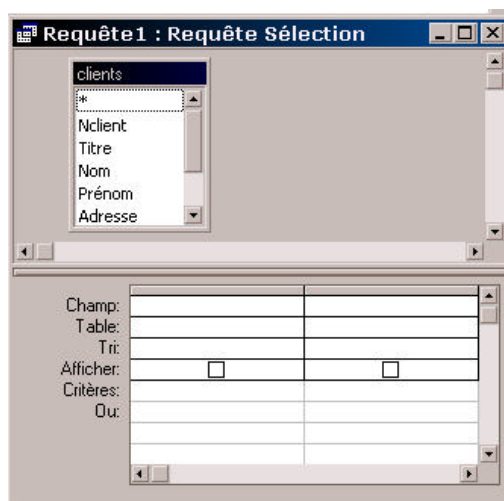 Requête1 : Requête Sélection
clients
*
Nclient
Titre
Nom
Prénom
Adresse
Champ:
Table:
Tri:
Afficher:
Critères:
Ou: